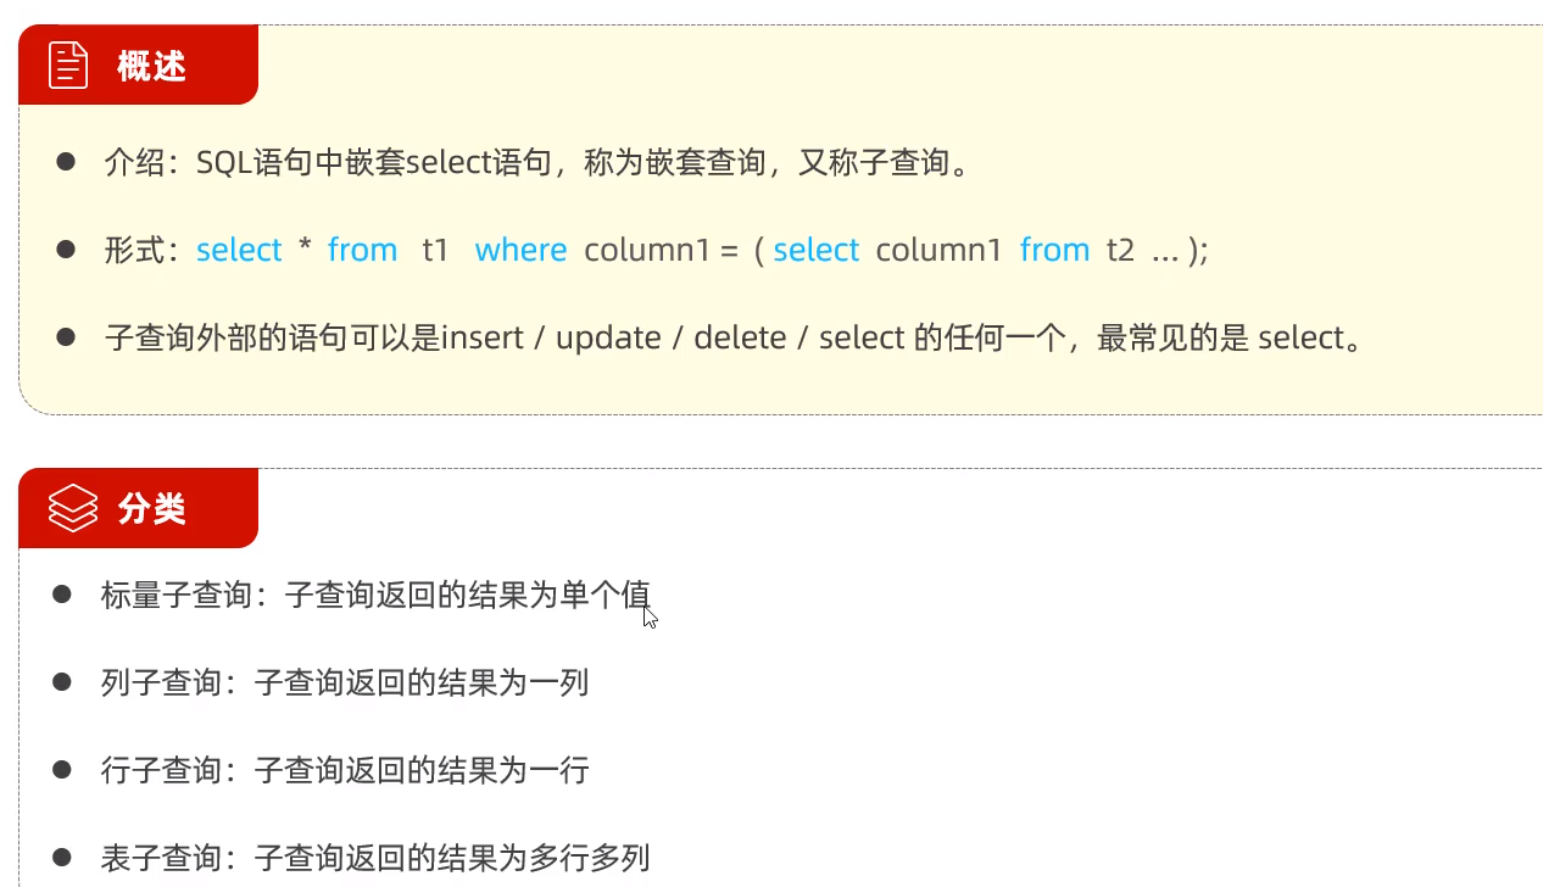 概述
介绍：SQL语句中嵌套select语句，称为嵌套查询，又称子查询。
形式：select * from t1 where column1 = ( select column1 from t2 ... );
子查询外部的语句可以是insert / update / delete / select 的任何一个，最常见的是 select。
分类
标量子查询：子查询返回的结果为单个值
列子查询：子查询返回的结果为一列
行子查询：子查询返回的结果为一行
表子查询：子查询返回的结果为多行多列